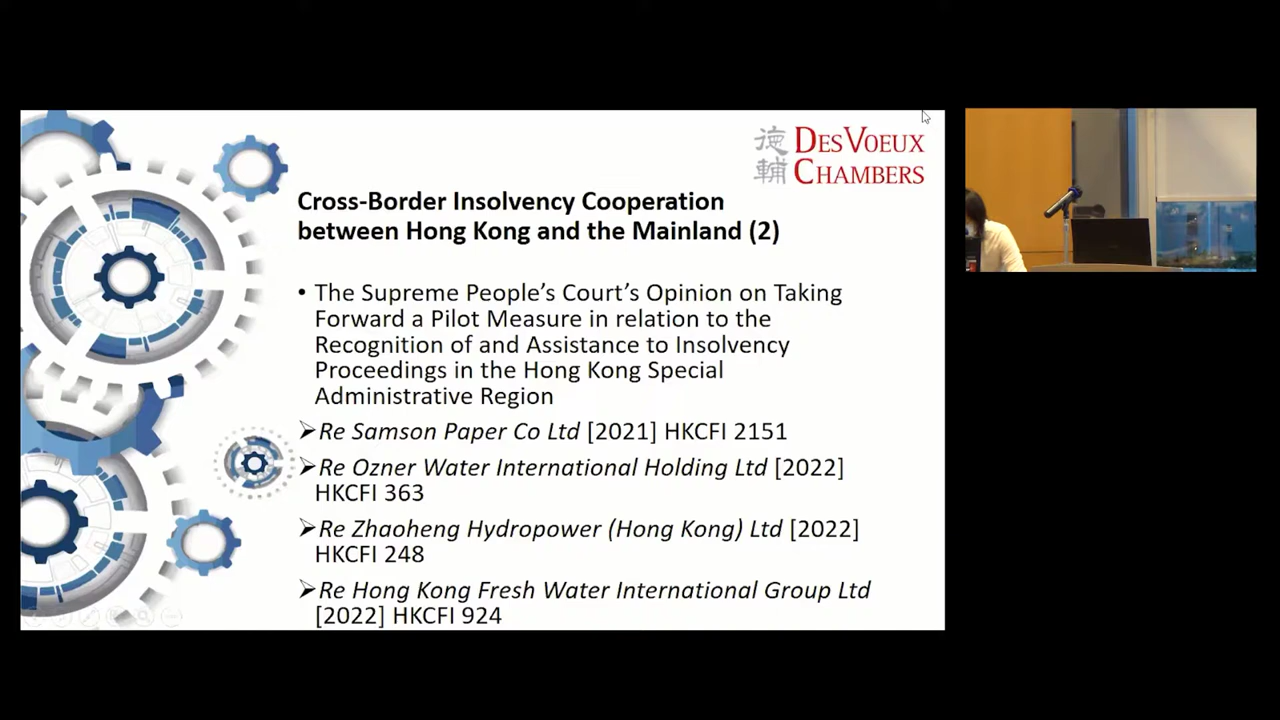 德 DESVOEUX
輔 CHAMBERS
Cross-Border Insolvency Cooperation
between Hong Kong and the Mainland (2)
• The Supreme People’s Court’s Opinion on Taking
Forward a Pilot Measure in relation to the
Recognition of and Assistance to Insolvency
Proceedings in the Hong Kong Special
Administrative Region
➢Re Samson Paper Co Ltd [2021] HKCFI 2151
➢Re Ozner Water International Holding Ltd [2022]
HKCFI 363
➢Re Zhaoheng Hydropower (Hong Kong) Ltd [2022]
HKCFI 248
➢Re Hong Kong Fresh Water International Group Ltd
[2022] HKCFI 924